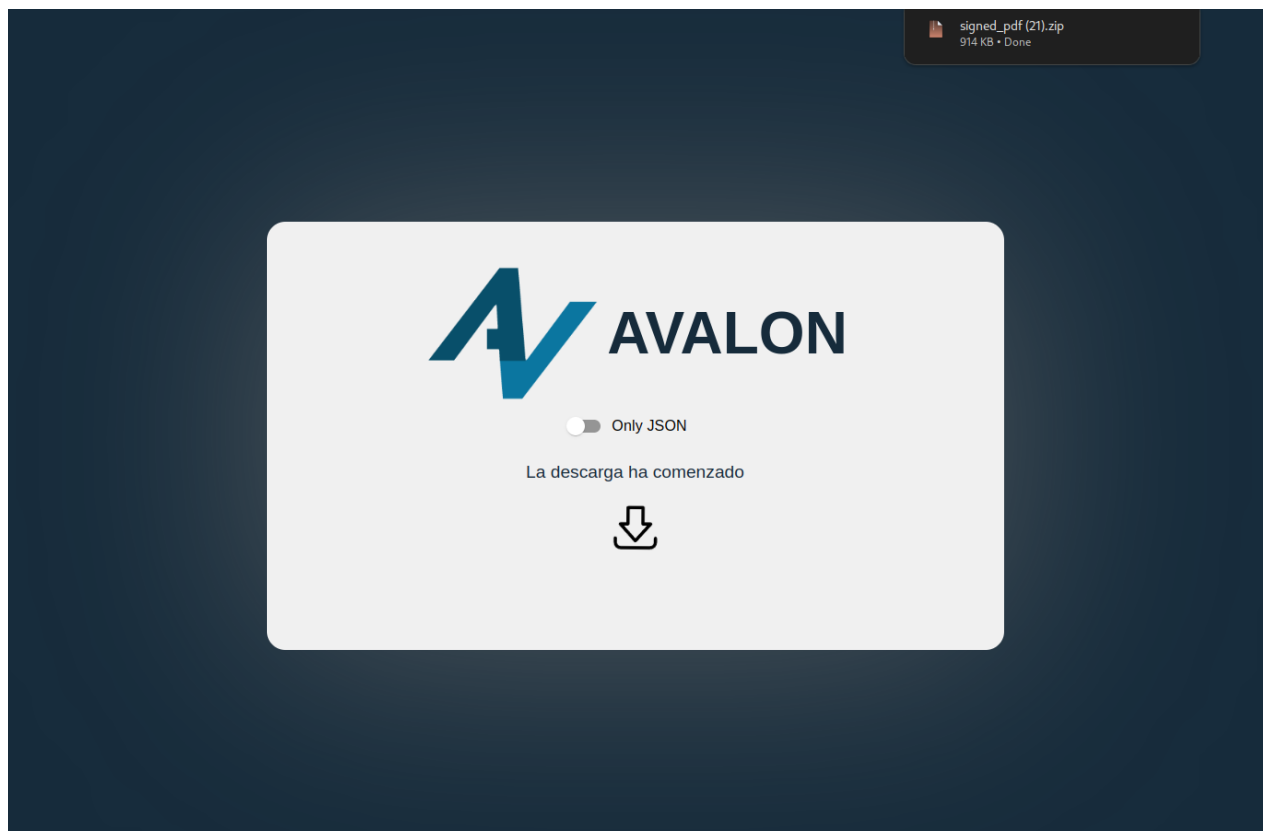 signed_pdf (21).zip
914 KB • Done
AVALON
Only JSON
La descarga ha comenzado